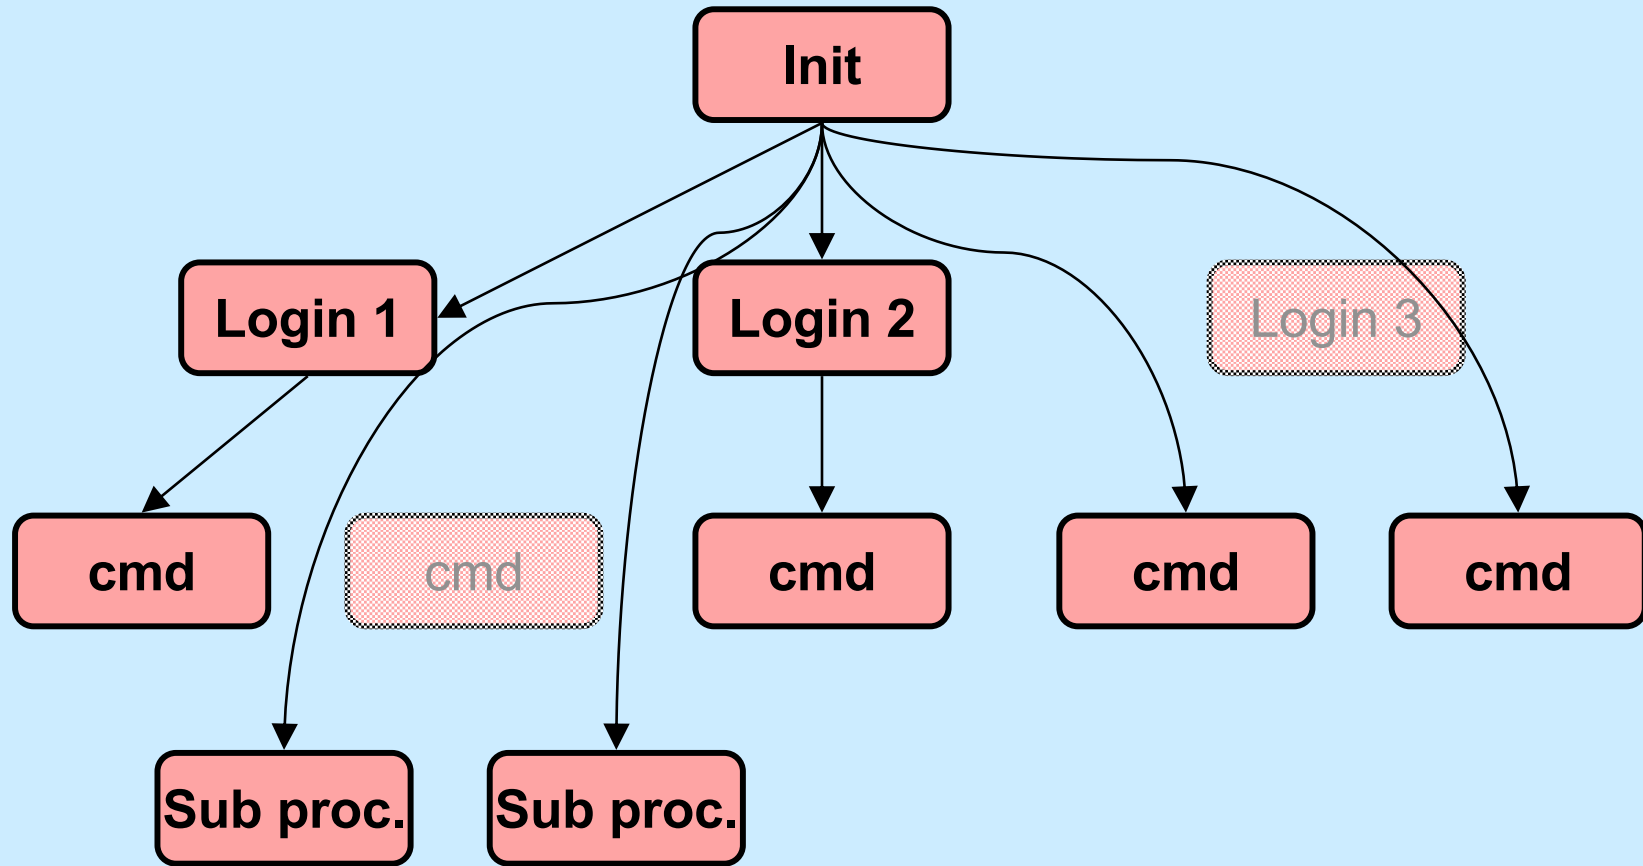 Init
Login 1
Login 2
Login 3
cmd
cmd
cmd
cmd
cmd
Sub proc.
Sub proc.